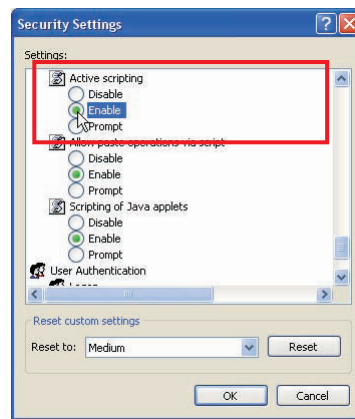 Security Settings
Settings:
Active scripting
Disable
Enable
Prompt
Allow paste operations via script
Disable
Enable
Prompt
Scripting of Java applets
Disable
Enable
Prompt
User Authentication
Logon
Reset custom settings
Reset to: Medium Reset
OK Cancel